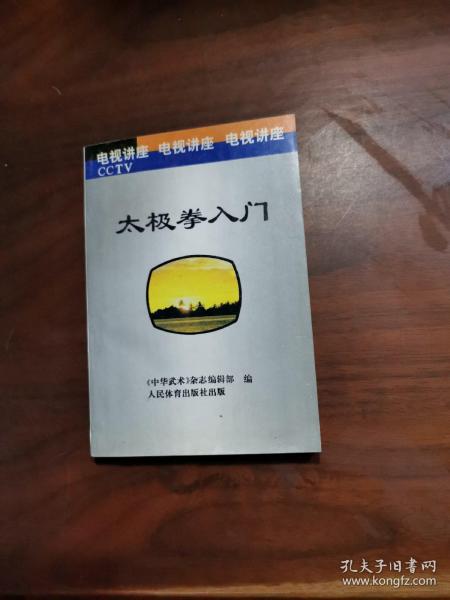 电视讲座 电视讲座 电视讲座
CCTV
太极拳入门
《中华武术》杂志编辑部 编
人民体育出版社出版
孔夫子旧书网
www.kongfz.com